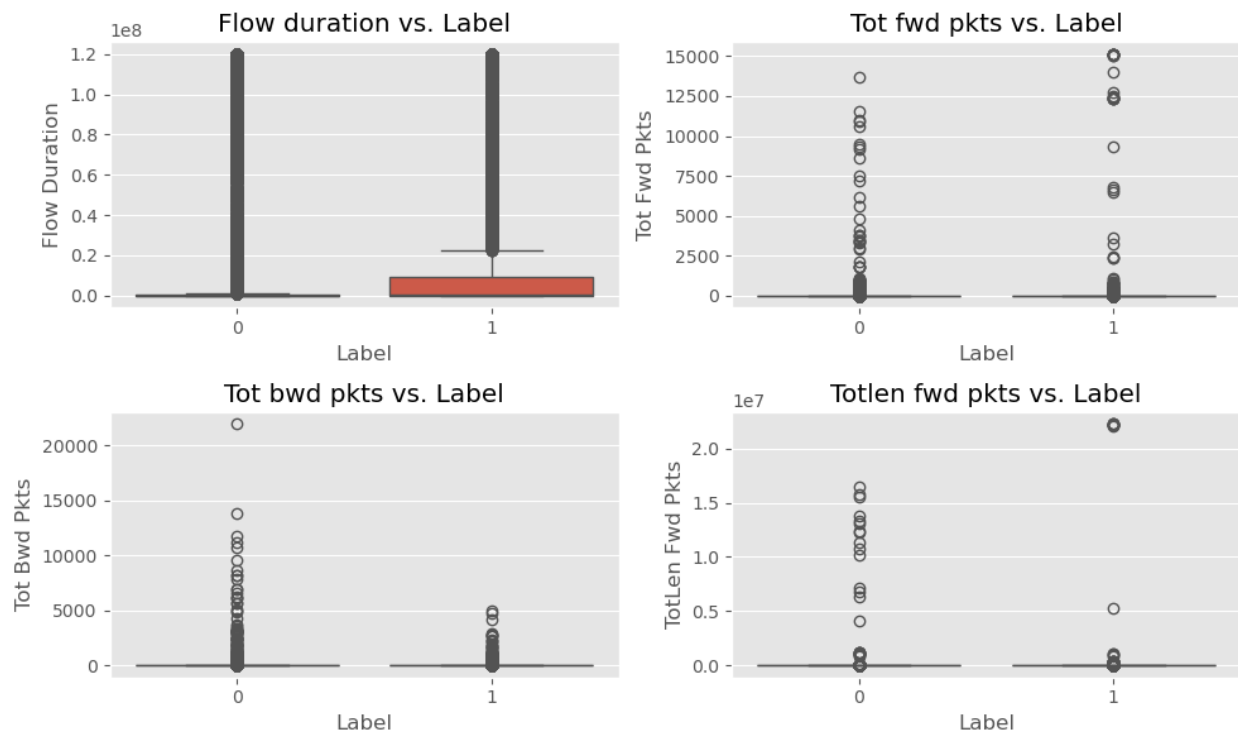 Flow duration vs. Label
1e8
1.2
1.0
0.8
0.6
0.4
0.2
0.0
Flow Duration
0
1
Label
Tot fwd pkts vs. Label
15000
12500
10000
7500
5000
2500
0
Tot Fwd Pkts
0
1
Label
Tot bwd pkts vs. Label
20000
15000
10000
5000
0
Tot Bwd Pkts
0
1
Label
Totlen fwd pkts vs. Label
1e7
2.0
1.5
1.0
0.5
0.0
TotLen Fwd Pkts
0
1
Label